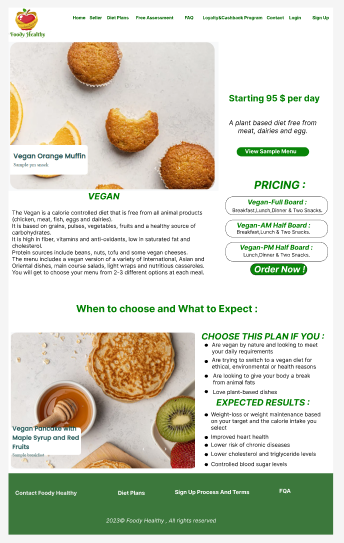 Foody Healthy
Home Seller Diet Plans Free Assessment FAQ Loyalty&Cashback Program Contact Login Sign Up
Vegan Orange Muffin
Sample pm snack
Starting 95 $ per day
A plant based diet free from
meat, dairies and egg.
View Sample Menu
VEGAN
The Vegan is a calorie controlled diet that is free from all animal products
(chicken, meat, fish, eggs and dairies).
It is based on grains, pulses, vegetables, fruits and a healthy source of
carbohydrates.
It is high in fiber, vitamins and anti-oxidants, low in saturated fat and
cholesterol.
Protein sources include beans, nuts, tofu and some vegan cheeses.
The menu includes a vegan version of a variety of International, Asian and
Oriental dishes, main course salads, light wraps and nutritious casseroles.
You will get to choose your menu from 2-3 different options at each meal.
PRICING :
Vegan-Full Board :
Breakfast,Lunch,Dinner & Two Snacks.
Vegan-AM Half Board :
Breakfast,Lunch & Two Snacks.
Vegan-PM Half Board :
Lunch,Dinner & Two Snacks.
Order Now !
When to choose and What to Expect :
Vegan Pancake with
Maple Syrup and Red
Fruits
Sample breakfast
CHOOSE THIS PLAN IF YOU :
Are vegan by nature and looking to meet
your daily requirements
Are trying to switch to a vegan diet for
ethical, environmental or health reasons
Are looking to give your body a break
from animal fats
Love plant-based dishes
EXPECTED RESULTS :
Weight-loss or weight maintenance based
on your target and the calorie intake you
select
Improved heart health
Lower risk of chronic diseases
Lower cholesterol and triglyceride levels
Controlled blood sugar levels
Contact Foody Healthy Diet Plans Sign Up Process And Terms FQA
2023© Foody Healthy , All rights reserved